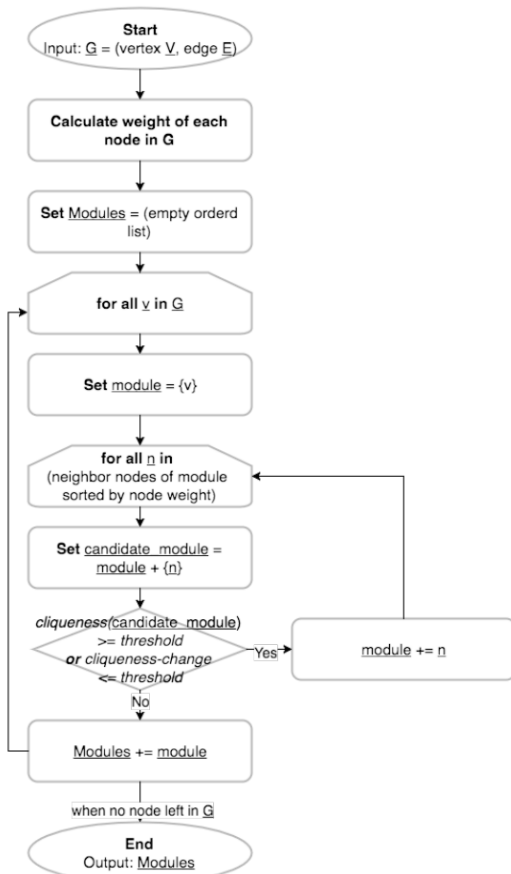 Start
Input: G = (vertex V, edge E)
Calculate weight of each
node in G
Set Modules = (empty orderd
list)
for all v in G
Set module = {v}
for all n in
(neighbor nodes of module
sorted by node weight)
Set candidate_module =
module + {n}
cliqueness(candidate_module)
>= threshold
or cliqueness-change
<= threshold
Yes
module += n
No
Modules += module
when no node left in G
End
Output: Modules